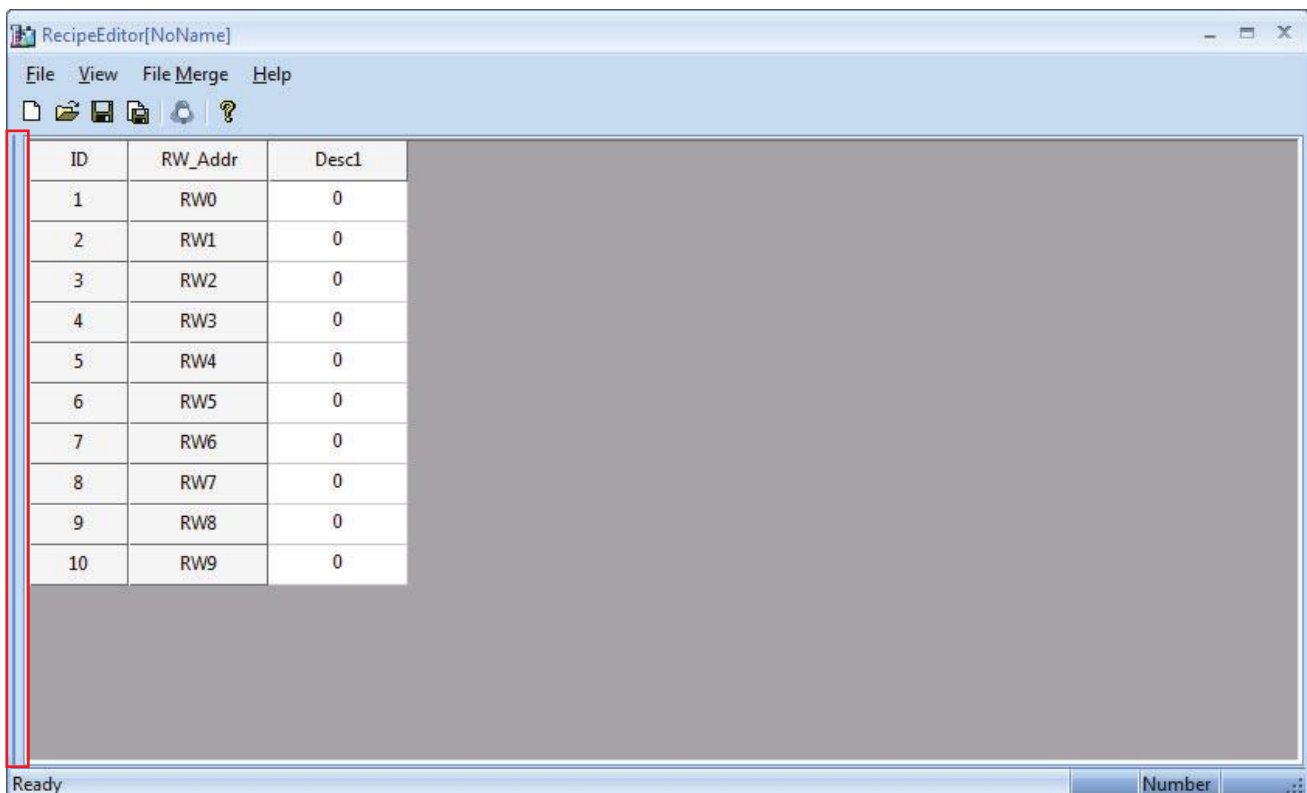 RecipeEditor[NoName]
File View File Merge Help
ID RW_Addr Desc1
1 RW0 0
2 RW1 0
3 RW2 0
4 RW3 0
5 RW4 0
6 RW5 0
7 RW6 0
8 RW7 0
9 RW8 0
10 RW9 0
Ready Number